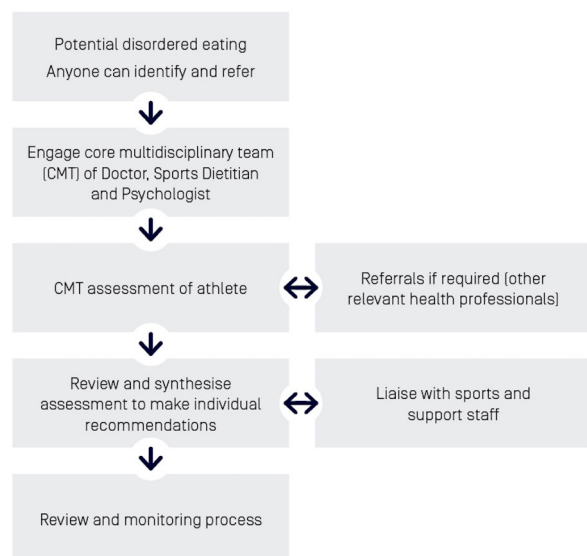 Potential disordered eating
Anyone can identify and refer
Engage core multidisciplinary team
(CMT) of Doctor, Sports Dietitian
and Psychologist
CMT assessment of athlete
Referrals if required (other
relevant health professionals)
Review and synthesise
assessment to make individual
recommendations
Liaise with sports and
support staff
Review and monitoring process